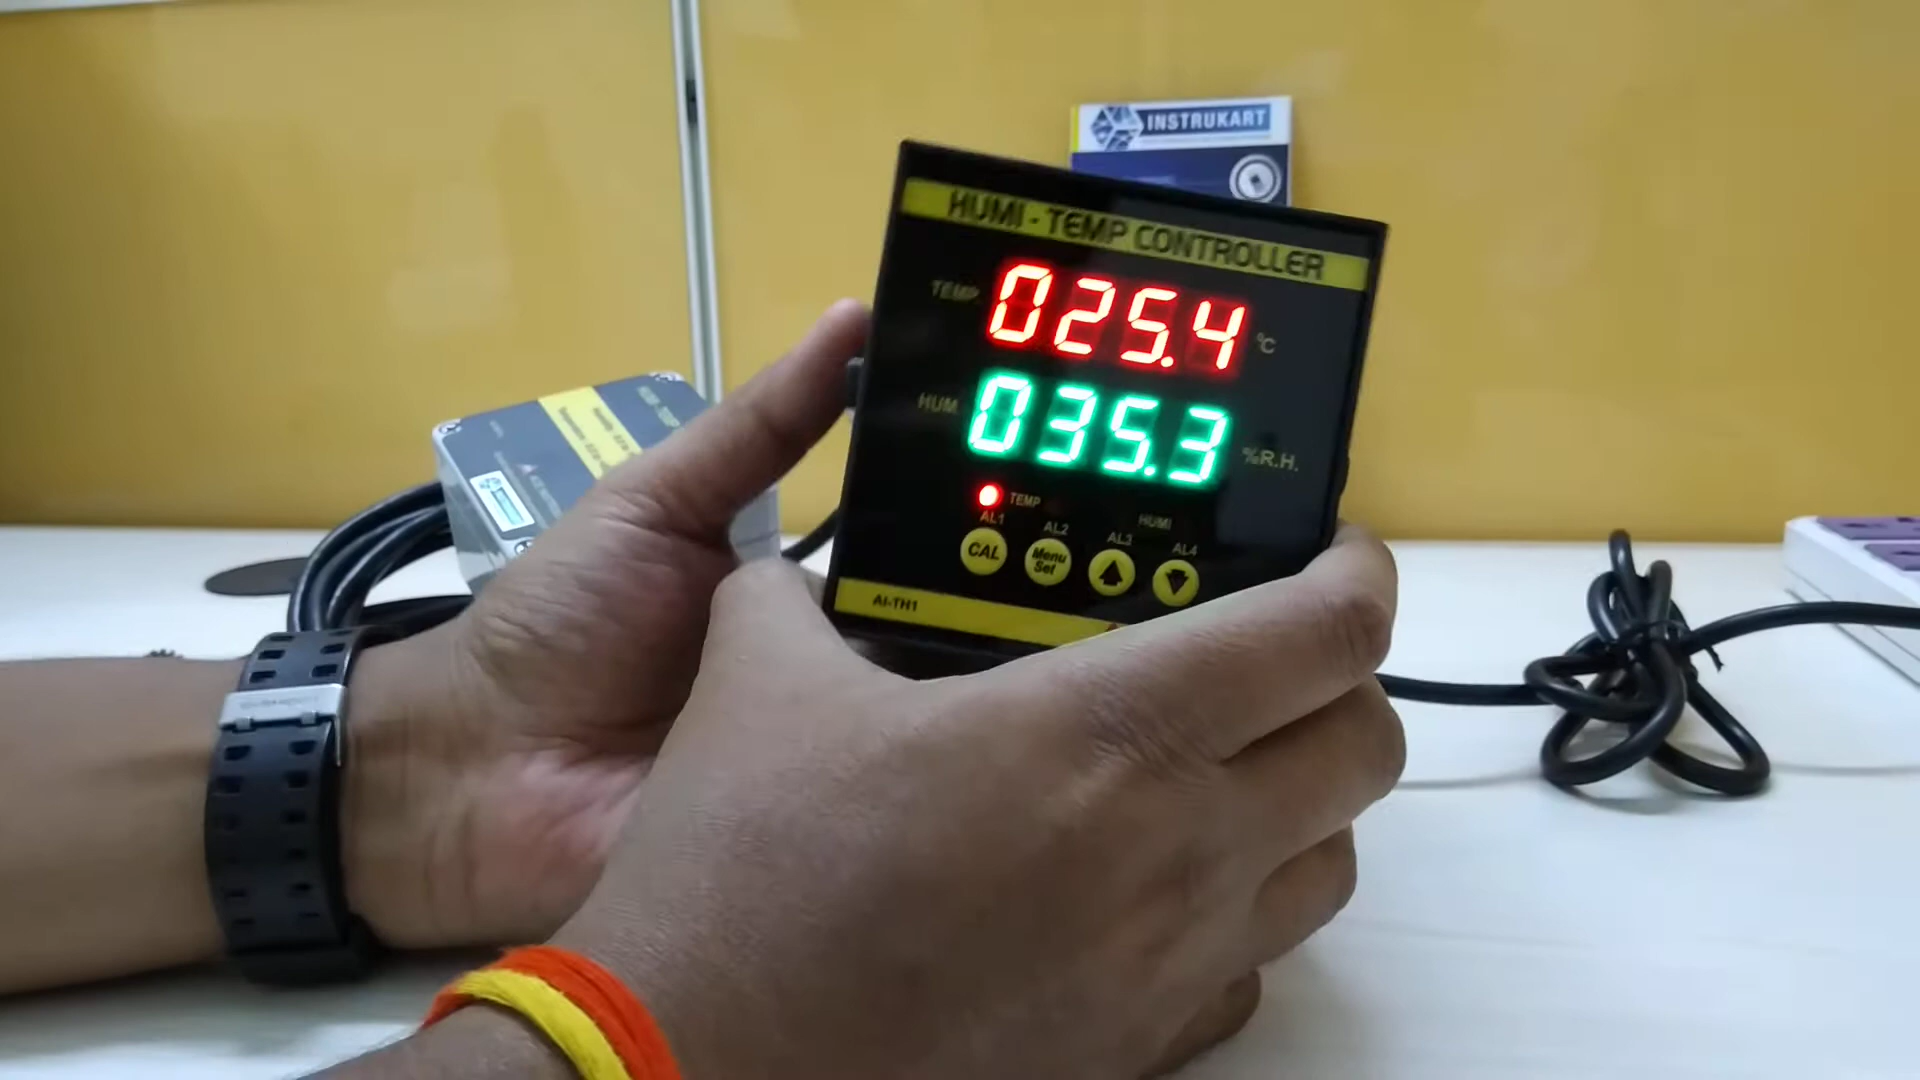 INSTRUKART
HUMI - TEMP CONTROLLER
TEMP. 025.4 °C
HUM. 035.3 %R.H.
TEMP HUMI
AL1 AL2 AL3 AL4
CAL Menu Set
AI-TH1